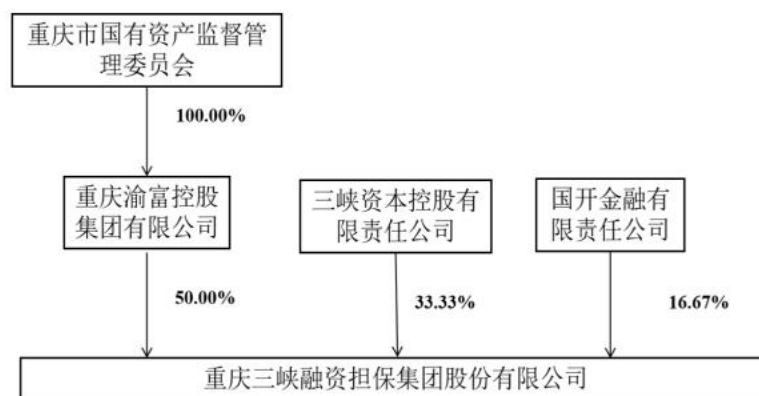 重庆市国有资产监督管
理委员会
100.00%
重庆渝富控股
集团有限公司
三峡资本控股有
限责任公司
国开金融有
限责任公司
50.00%
33.33%
16.67%
重庆三峡融资担保集团股份有限公司